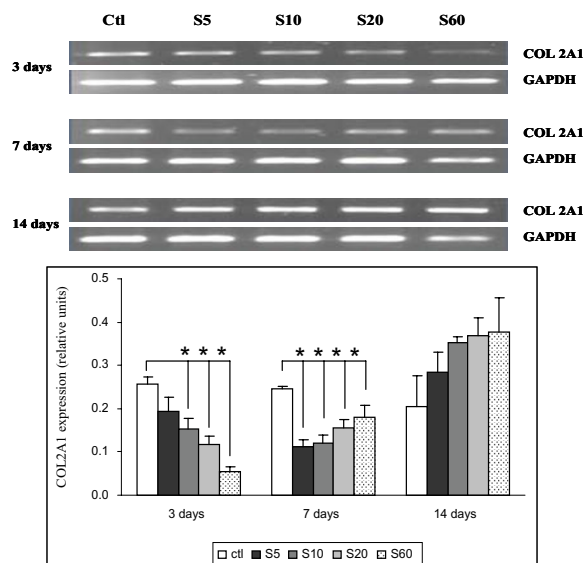 Ctl S5 S10 S20 S60
COL 2A1
3 days
GAPDH
COL 2A1
7 days
GAPDH
COL 2A1
14 days
GAPDH
COL2A1 expression (relative units)
0.5
0.4
0.3
0.2
0.1
0.0
* * *
* * * *
3 days 7 days 14 days
ctl S5 S10 S20 S60